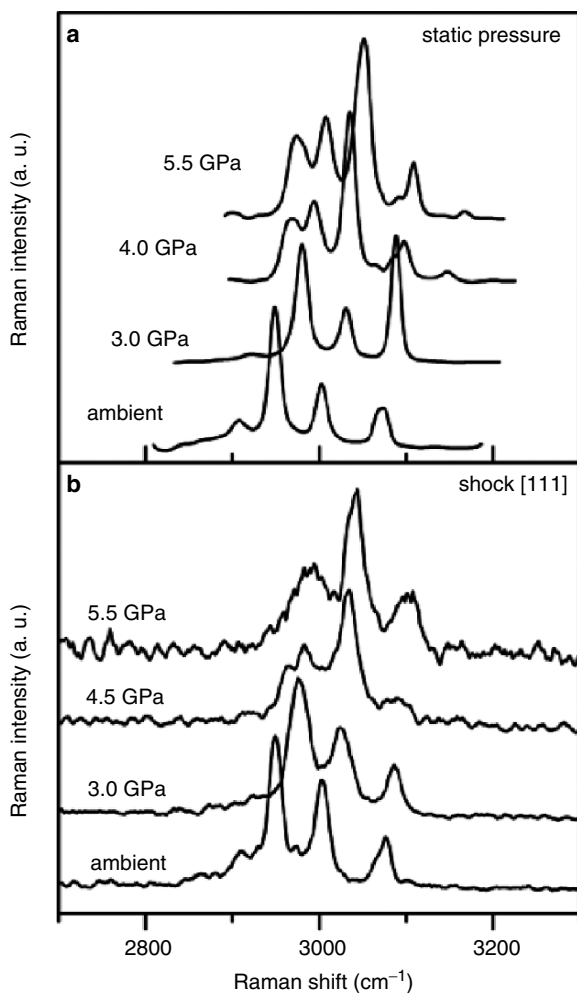 a
static pressure
Raman intensity (a. u.)
5.5 GPa
4.0 GPa
3.0 GPa
ambient
b
shock [111]
Raman intensity (a. u.)
5.5 GPa
4.5 GPa
3.0 GPa
ambient
2800 3000 3200
Raman shift (cm⁻¹)